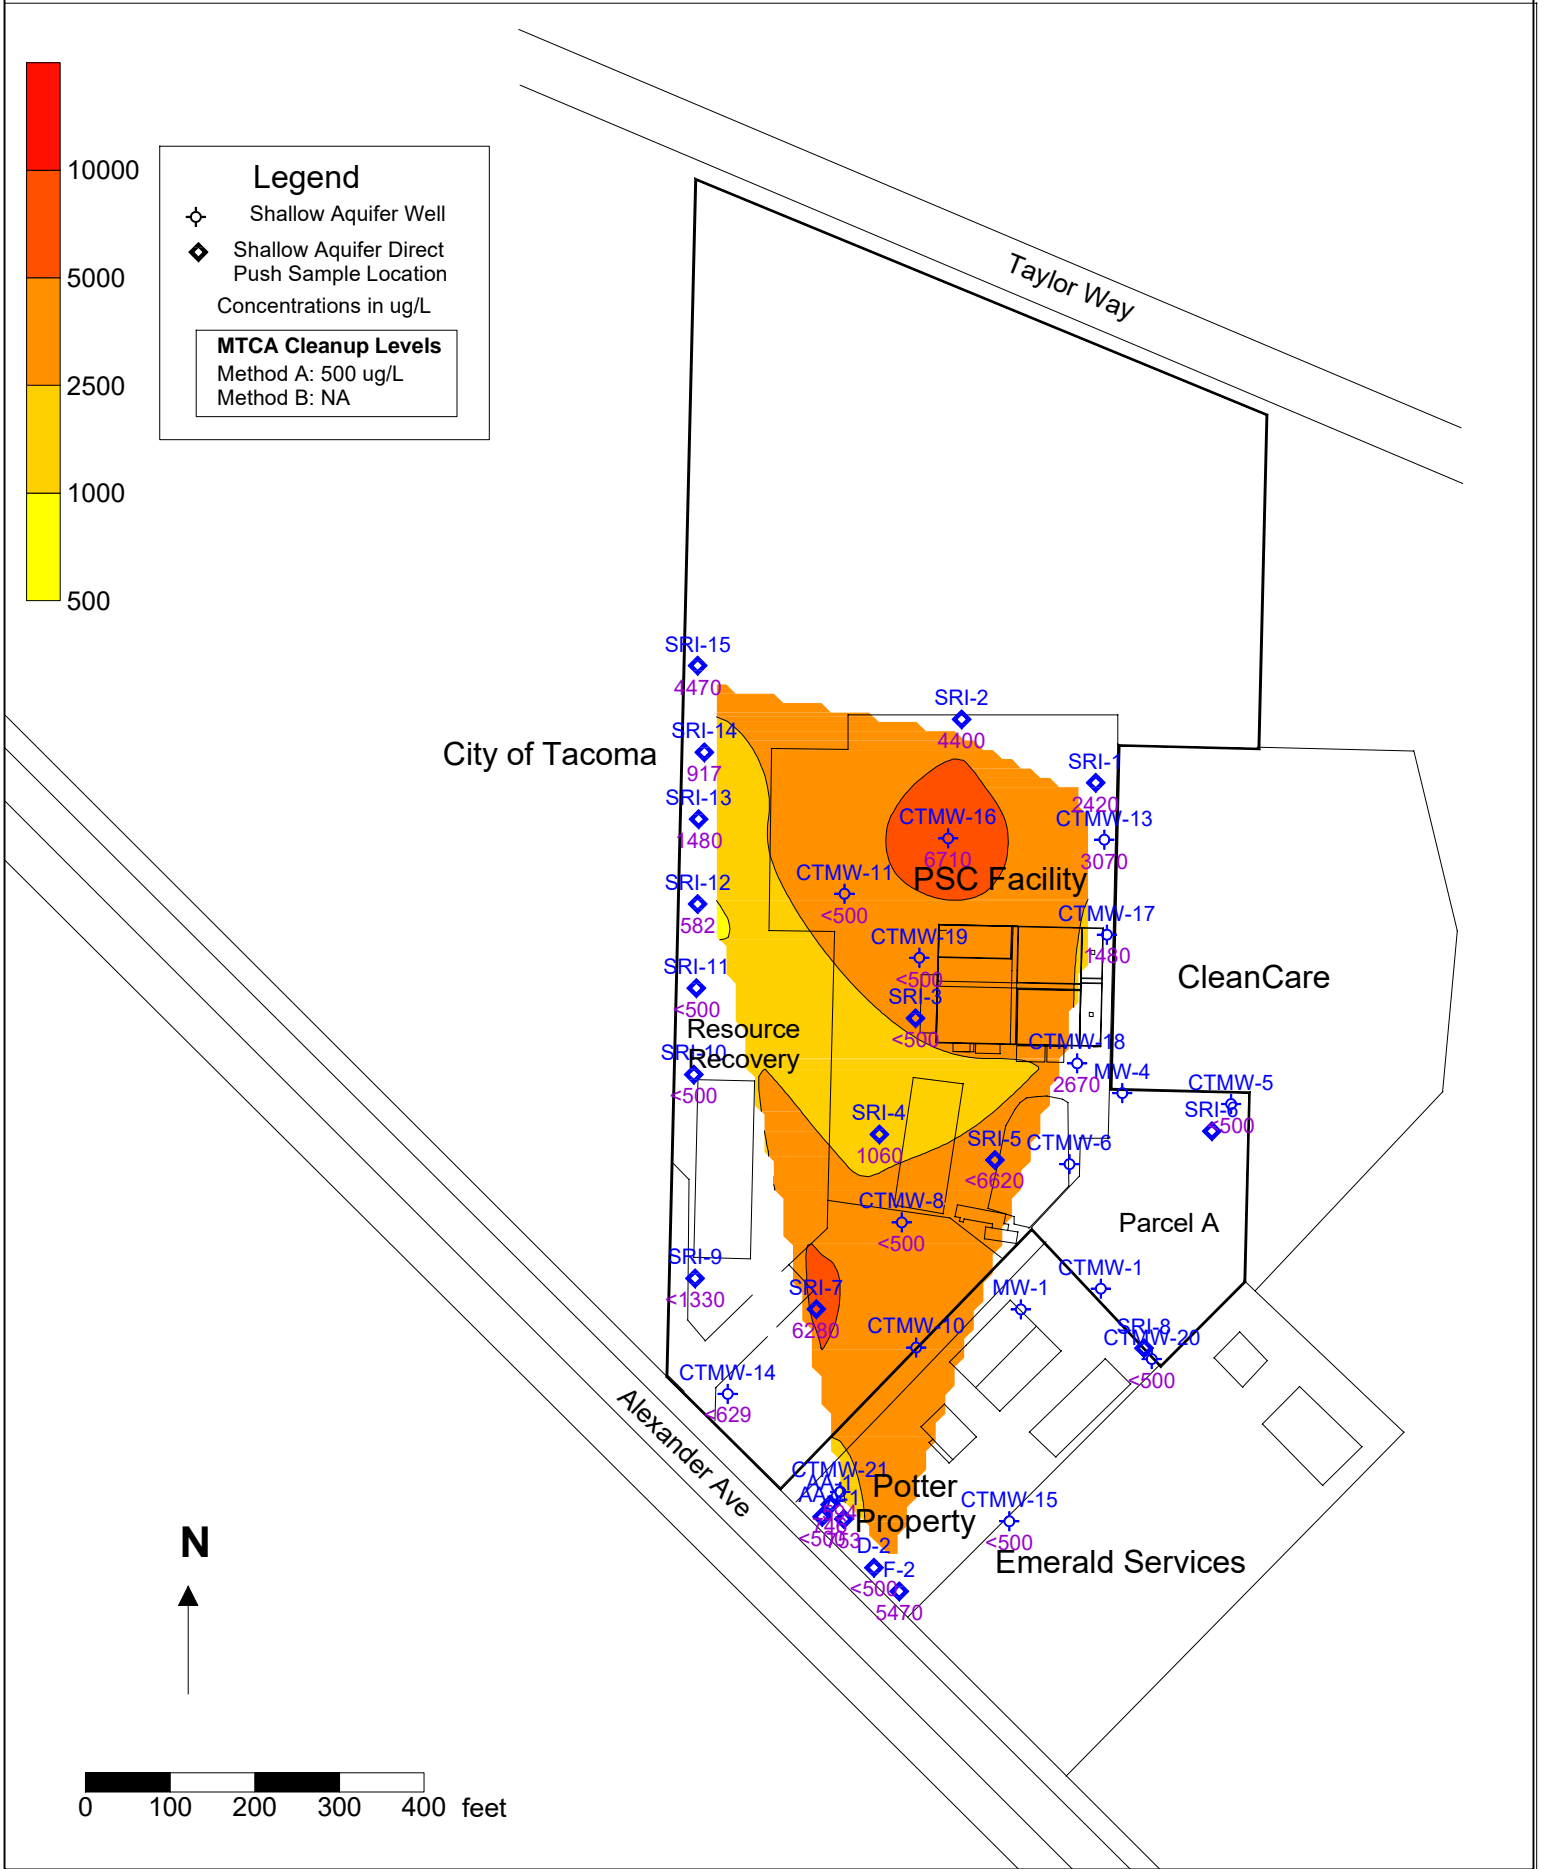 10000
5000
2500
1000
500
Legend
Shallow Aquifer Well
Shallow Aquifer Direct
Push Sample Location
Concentrations in ug/L
MTCA Cleanup Levels
Method A: 500 ug/L
Method B: NA
Taylor Way
City of Tacoma
SRI-15
4470
SRI-2
4400
SRI-14
917
SRI-1
2420
SRI-13
1480
CTMW-16
6710
CTMW-13
3070
PSC Facility
CTMW-11
<500
SRI-12
582
CTMW-17
1480
CTMW-19
<500
SRI-11
<500
CleanCare
SRI-3
<500
Resource
Recovery
SRI-10
<500
CTMW-18
2670
MW-4
CTMW-5
<500
SRI-6
SRI-4
1060
SRI-5
<6620
CTMW-6
CTMW-8
<500
Parcel A
SRI-9
<1330
SRI-7
6280
CTMW-1
MW-1
CTMW-10
SRI-8
CTMW-20
<500
CTMW-14
<629
Alexander Ave
CTMW-21
AA-1
<500
753
Potter
Property
CTMW-15
<500
D-2
<500
F-2
5470
Emerald Services
N
0 100 200 300 400 feet